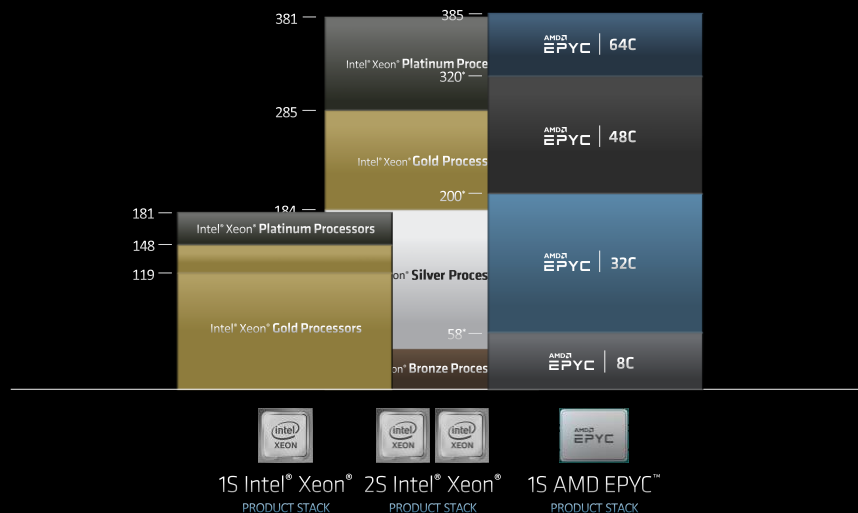 385
381
AMD EPYC | 64C
Intel® Xeon® Platinum Proce
320*
285
AMD EPYC | 48C
Intel® Xeon® Gold Process
200*
184
181
Intel® Xeon® Platinum Processors
148
AMD EPYC | 32C
119
on® Silver Proces
Intel® Xeon® Gold Processors
58*
AMD EPYC | 8C
on® Bronze Proces
intel XEON
intel XEON
intel XEON
AMD EPYC
1S Intel® Xeon®
PRODUCT STACK
2S Intel® Xeon®
PRODUCT STACK
1S AMD EPYC™
PRODUCT STACK